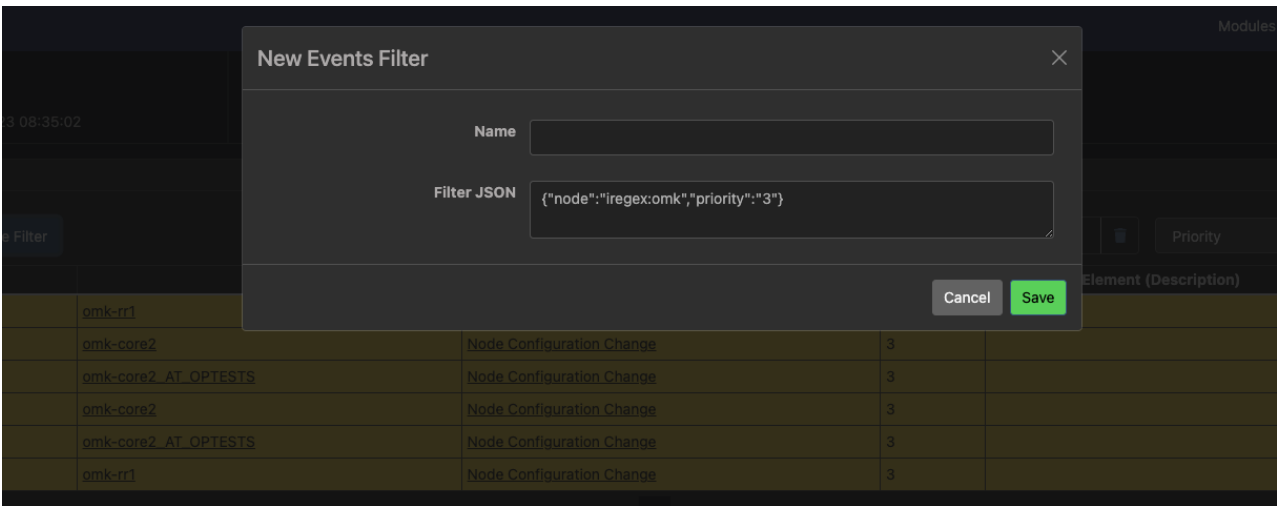 Modules
New Events Filter
23 08:35:02
Name
Filter JSON
{"node":"iregex:omk","priority":"3"}
e Filter
Priority
Element (Description)
Cancel
Save
omk-rr1
omk-core2 Node Configuration Change 3
omk-core2_AT_OPTESTS Node Configuration Change 3
omk-core2 Node Configuration Change 3
omk-core2_AT_OPTESTS Node Configuration Change 3
omk-rr1 Node Configuration Change 3